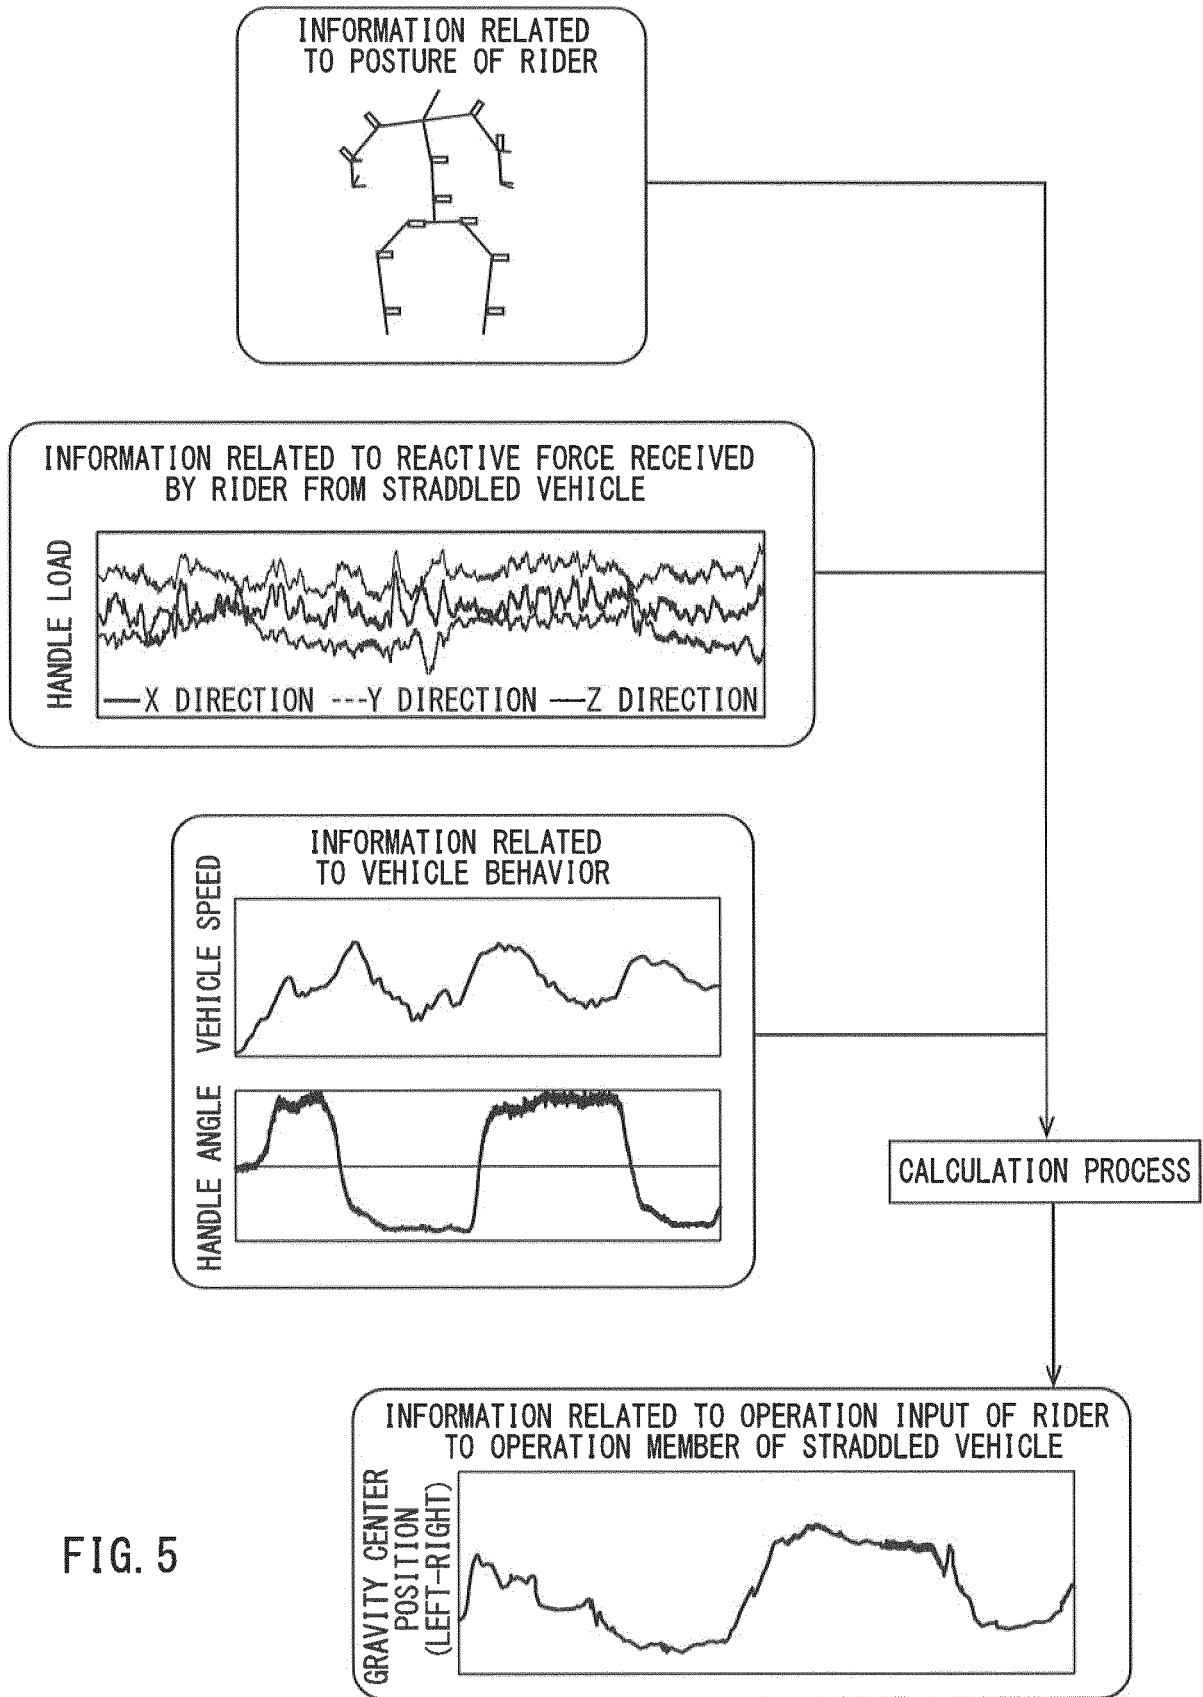 INFORMATION RELATED
TO POSTURE OF RIDER
INFORMATION RELATED TO REACTIVE FORCE RECEIVED
BY RIDER FROM STRADDLED VEHICLE
HANDLE LOAD
X DIRECTION ---Y DIRECTION —Z DIRECTION
INFORMATION RELATED
TO VEHICLE BEHAVIOR
VEHICLE SPEED
HANDLE ANGLE
CALCULATION PROCESS
INFORMATION RELATED TO OPERATION INPUT OF RIDER
TO OPERATION MEMBER OF STRADDLED VEHICLE
GRAVITY CENTER
POSITION
(LEFT-RIGHT)
FIG. 5